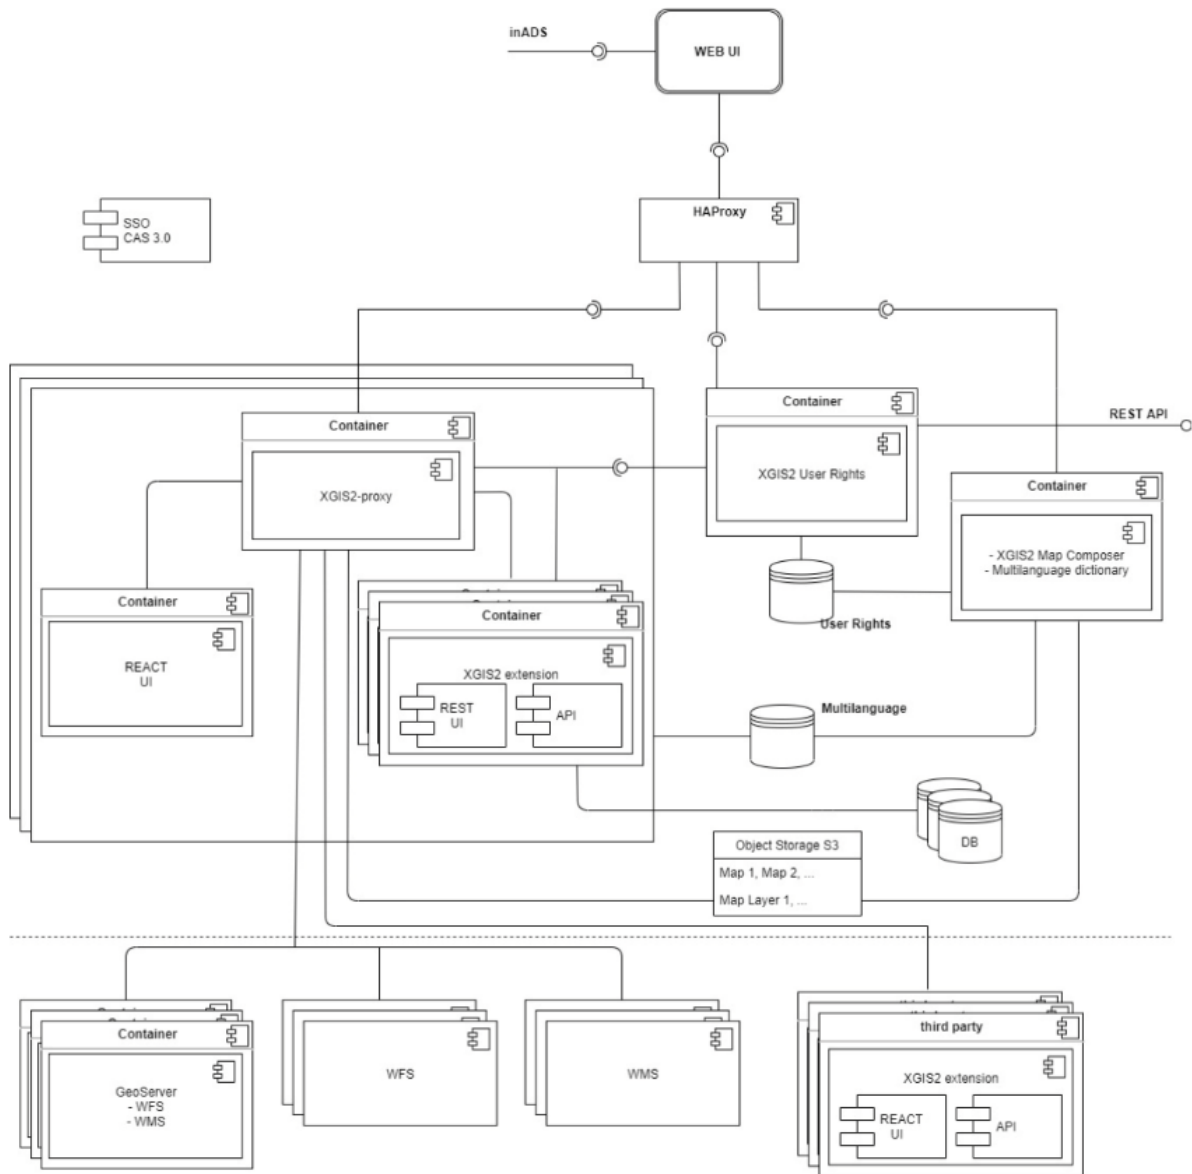 inADS
WEB UI
HAProxy
SSO
CAS 3.0
Container
XGIS2 User Rights
REST API
Container
XGIS2-proxy
Container
- XGIS2 Map Composer
- Multilanguage dictionary
User Rights
Container
REACT
UI
Container
XGIS2 extension
REST
UI
API
Multilanguage
DB
Object Storage S3
Map 1, Map 2, ...
Map Layer 1, ...
Container
GeoServer
- WFS
- WMS
WFS
WMS
third party
XGIS2 extension
REACT
UI
API